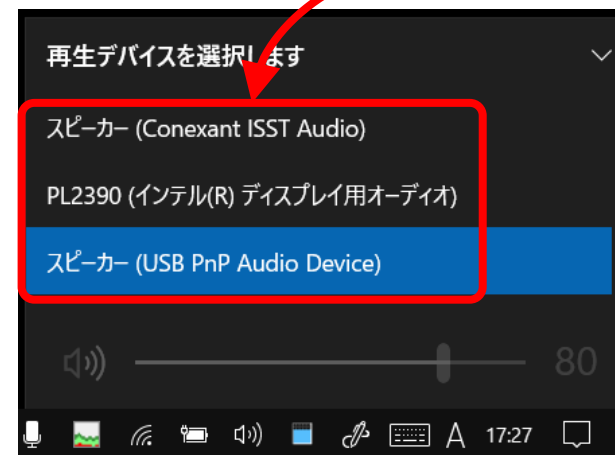 再生デバイスを選択します
スピーカー (Conexant ISST Audio)
PL2390 (インテル(R) ディスプレイ用オーディオ)
スピーカー (USB PnP Audio Device)
80
A 17:27